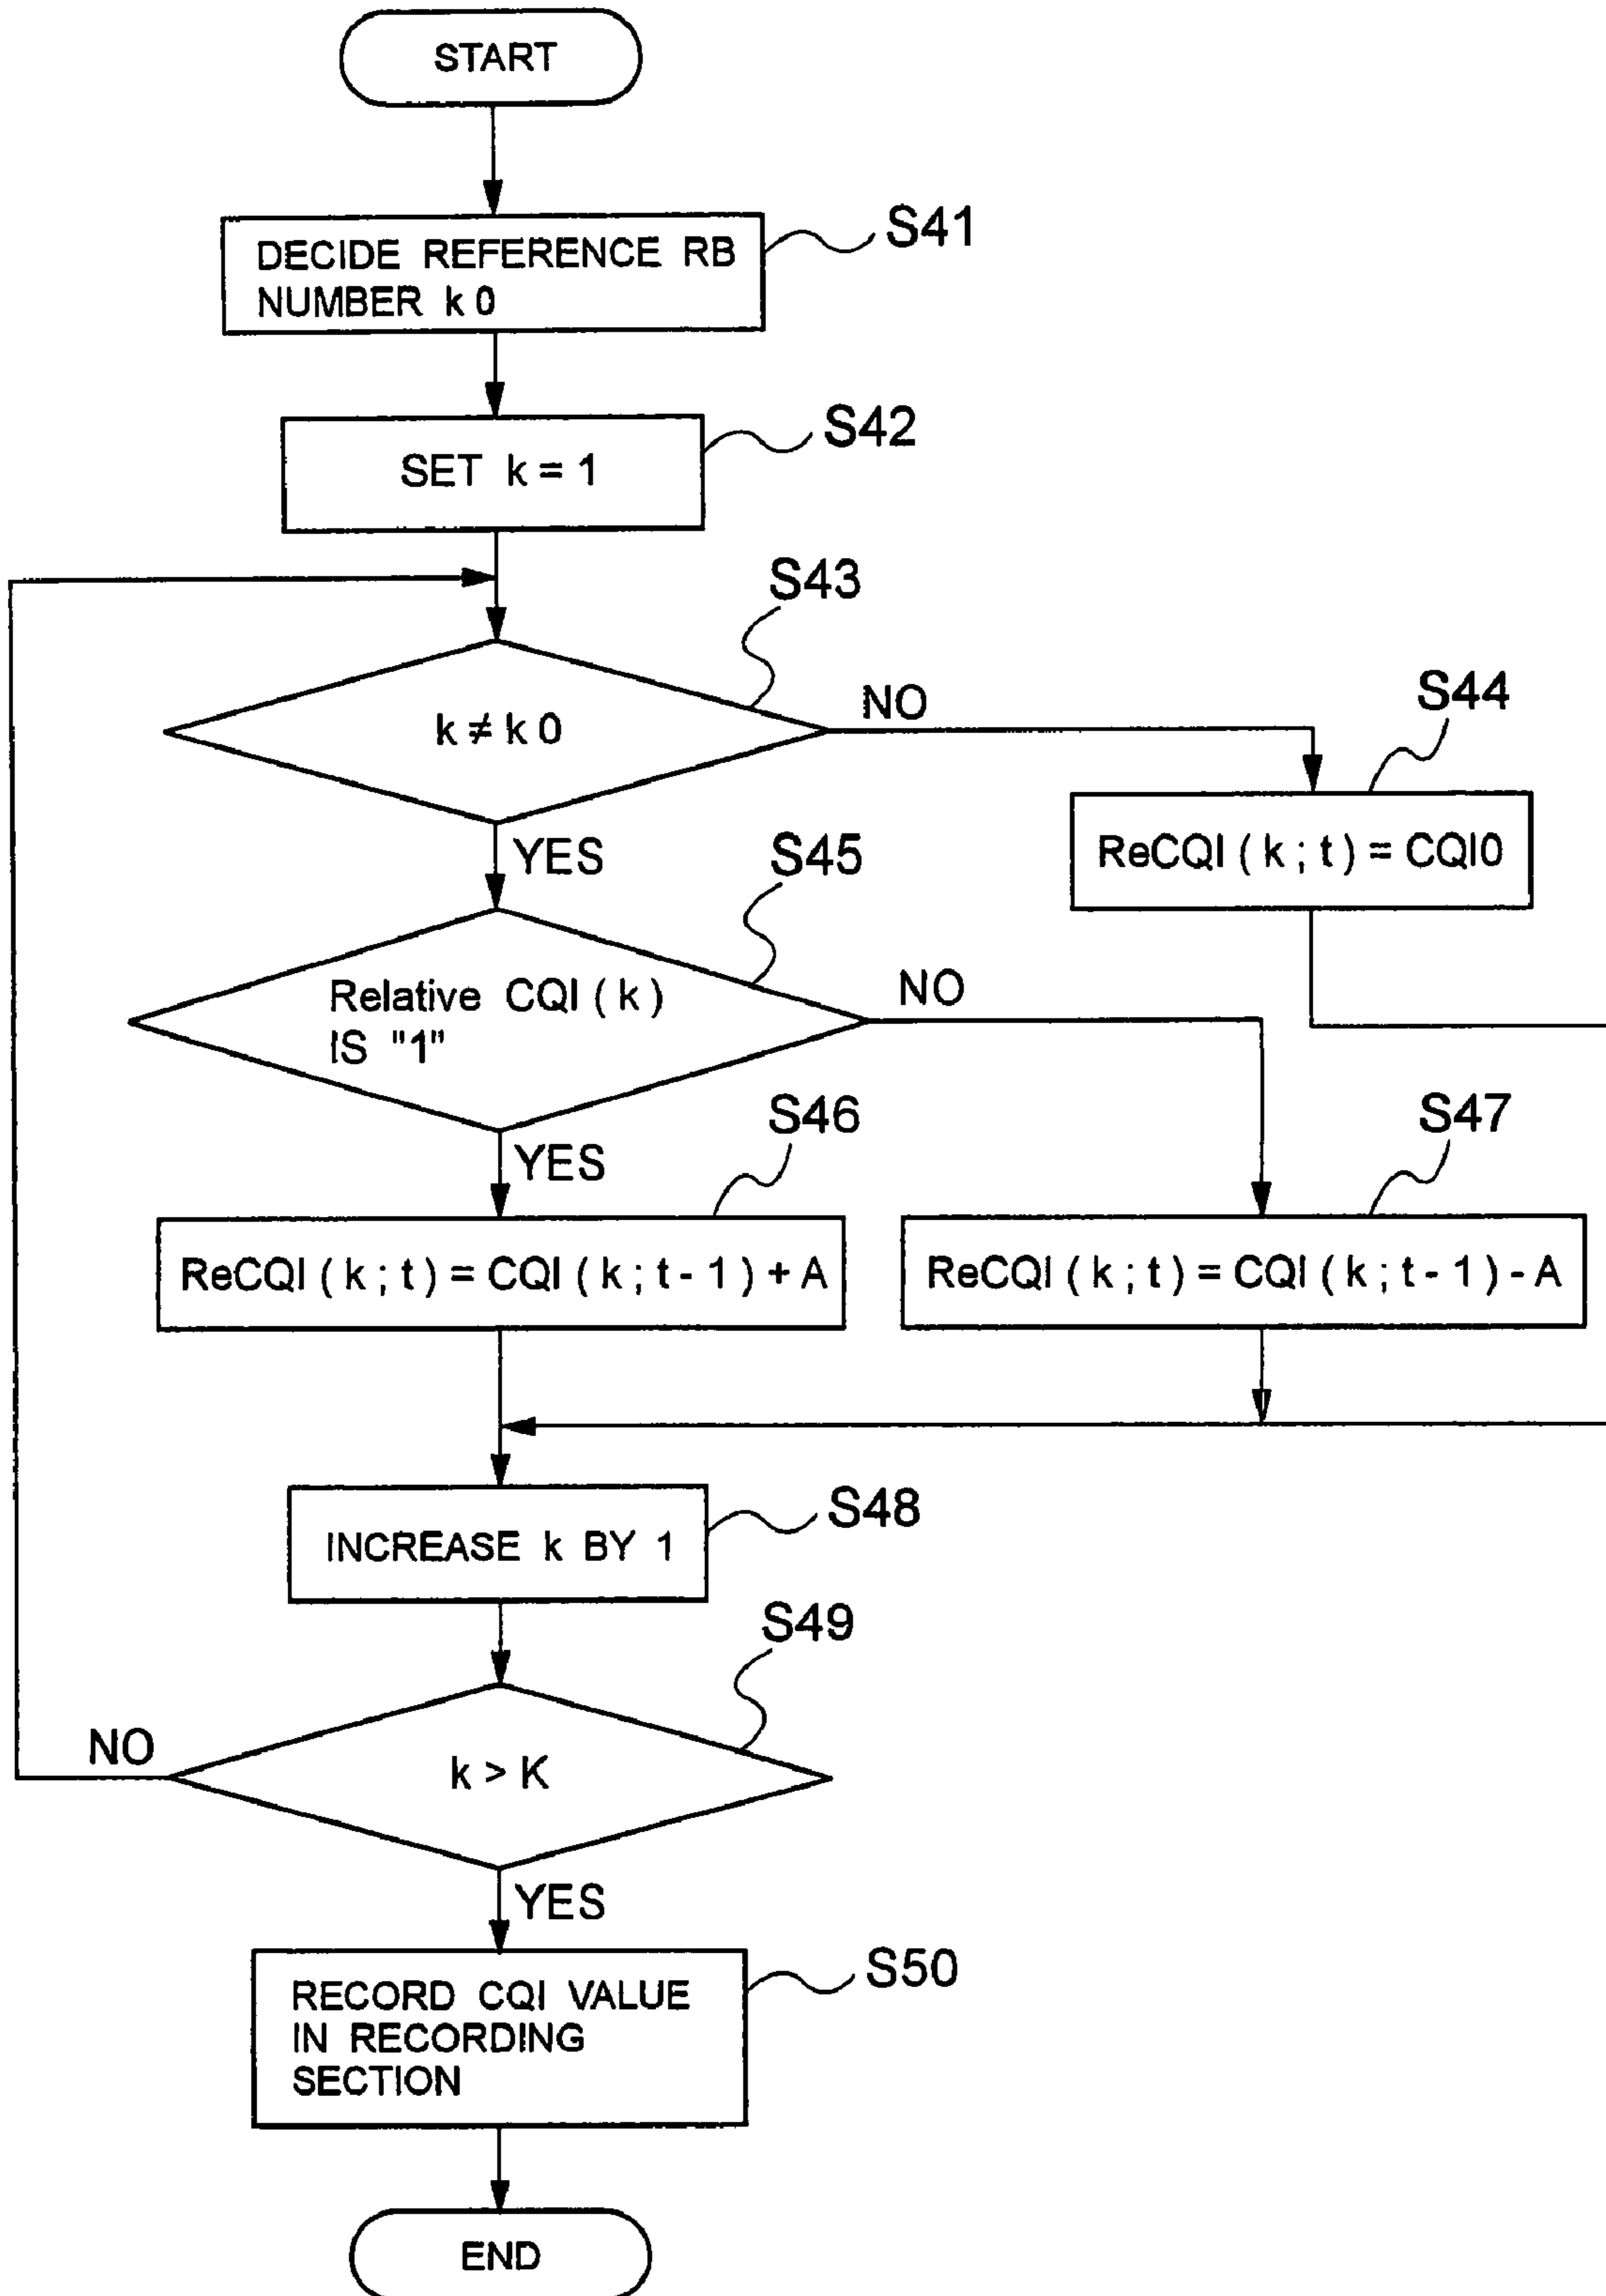 START
DECIDE REFERENCE RB
NUMBER k 0
S41
SET k = 1
S42
S43
k ≠ k 0
NO
S44
ReCQI ( k ; t ) = CQI0
YES
S45
Relative CQI ( k )
IS "1"
NO
YES
S46
ReCQI ( k ; t ) = CQI ( k ; t - 1 ) + A
S47
ReCQI ( k ; t ) = CQI ( k ; t - 1 ) - A
INCREASE k BY 1
S48
S49
k > K
NO
YES
RECORD CQI VALUE
IN RECORDING
SECTION
S50
END